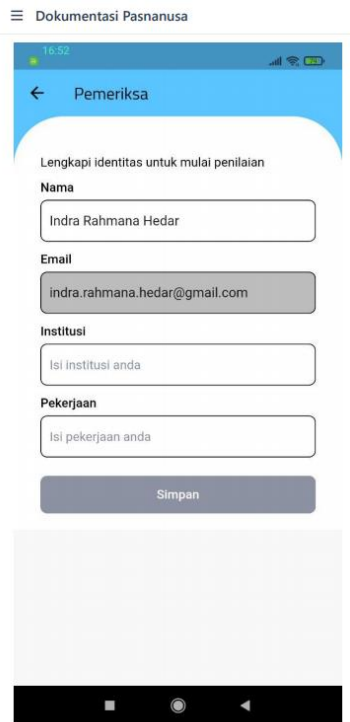 Dokumentasi Pasnanusa
16:52
Pemeriksa
Lengkapi identitas untuk mulai penilaian
Nama
Indra Rahmana Hedar
Email
indra.rahmana.hedar@gmail.com
Institusi
Isi institusi anda
Pekerjaan
Isi pekerjaan anda
Simpan